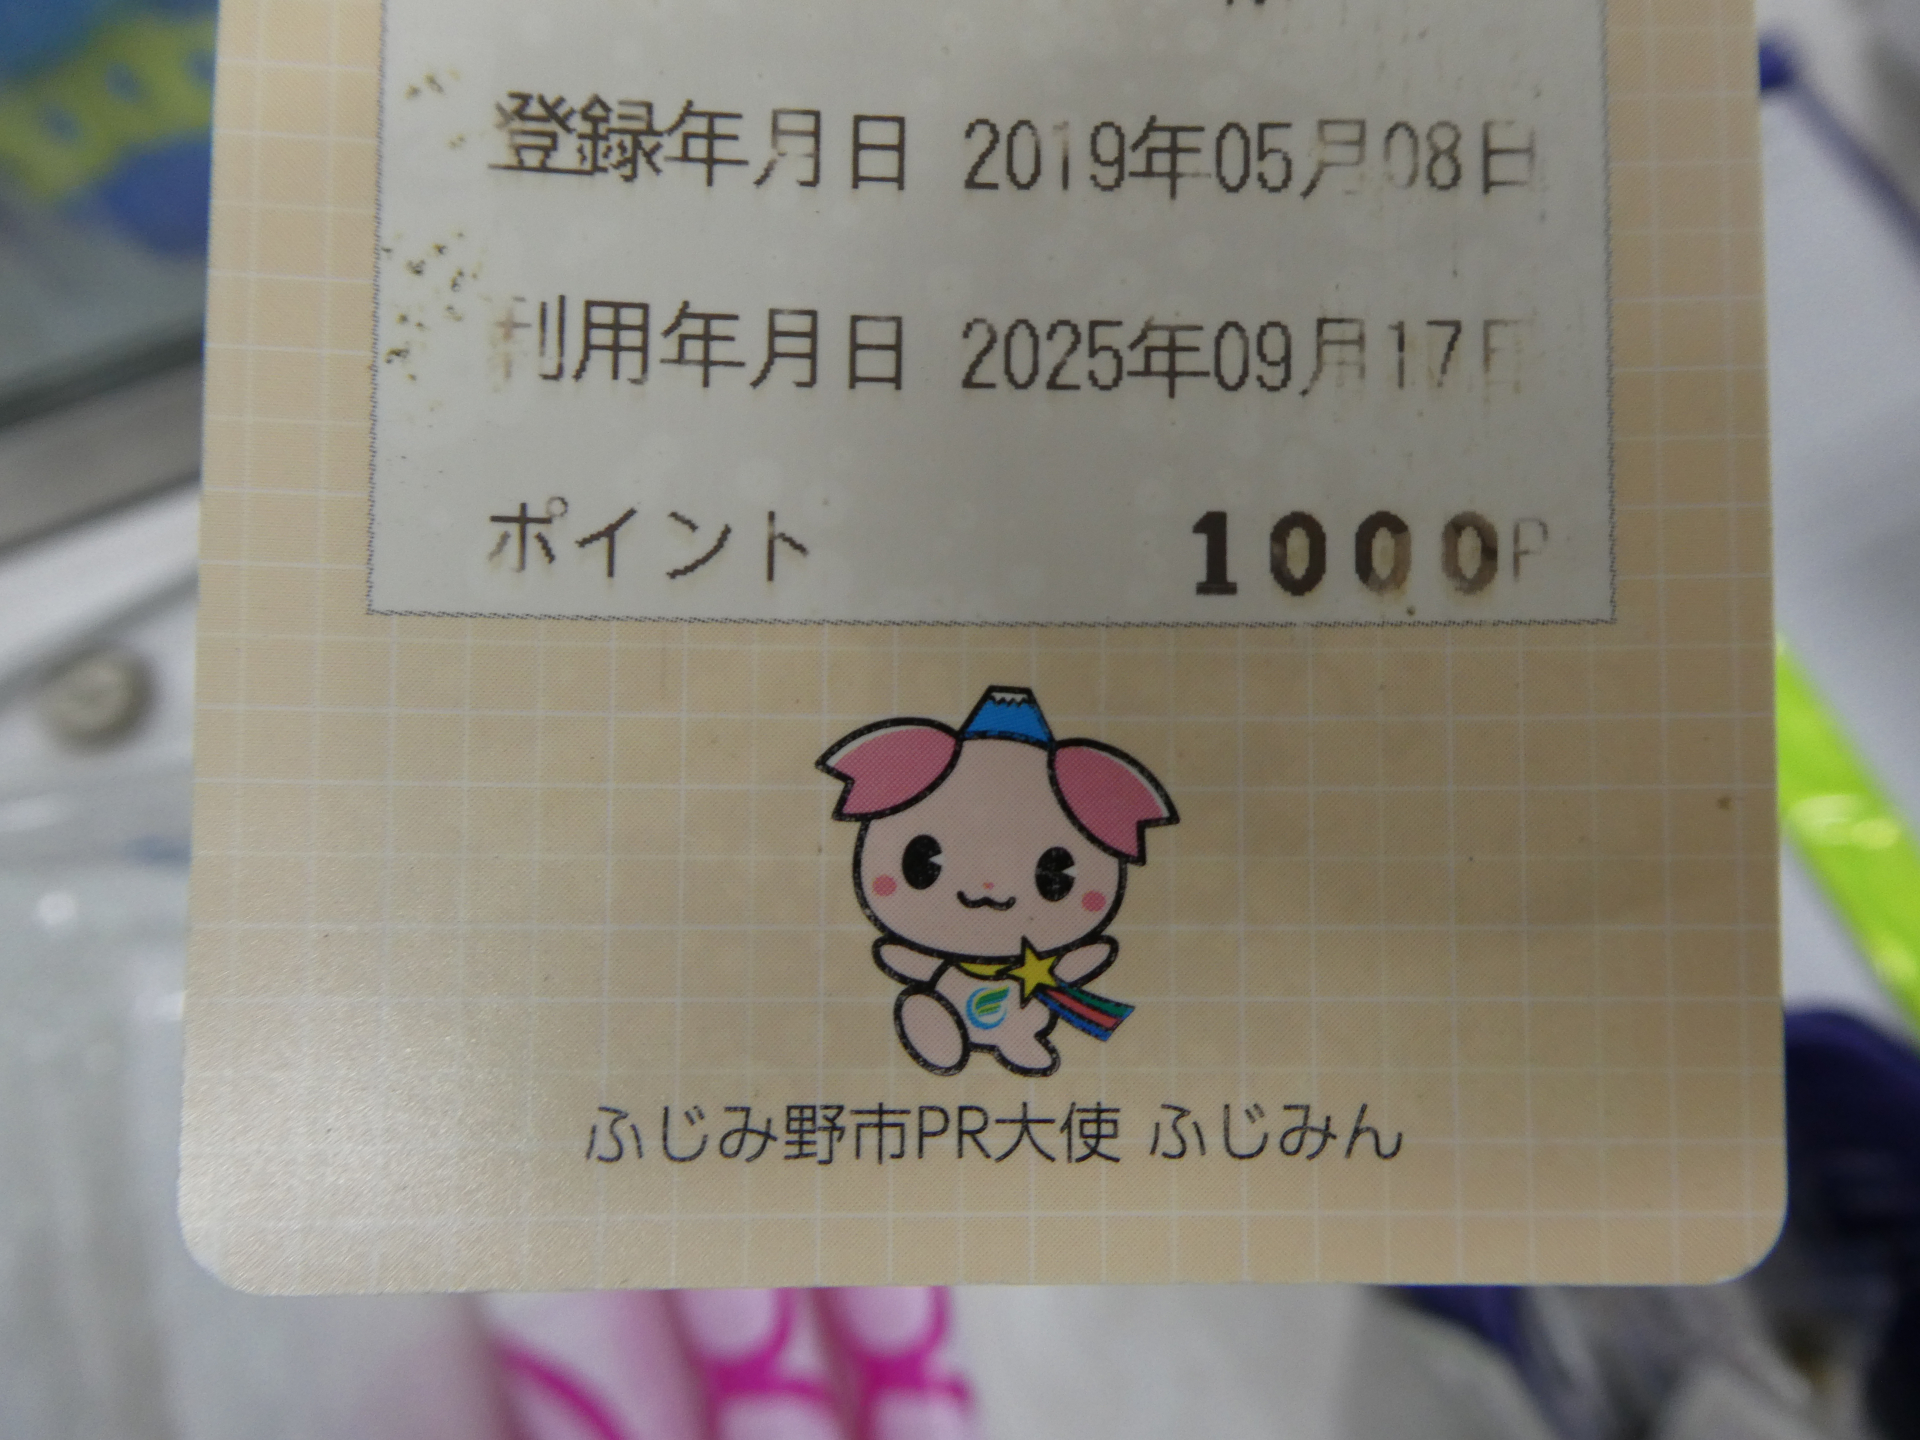 登録年月日 2019年05月08日
利用年月日 2025年09月17日
ポイント 1000P
ふじみ野市PR大使 ふじみん